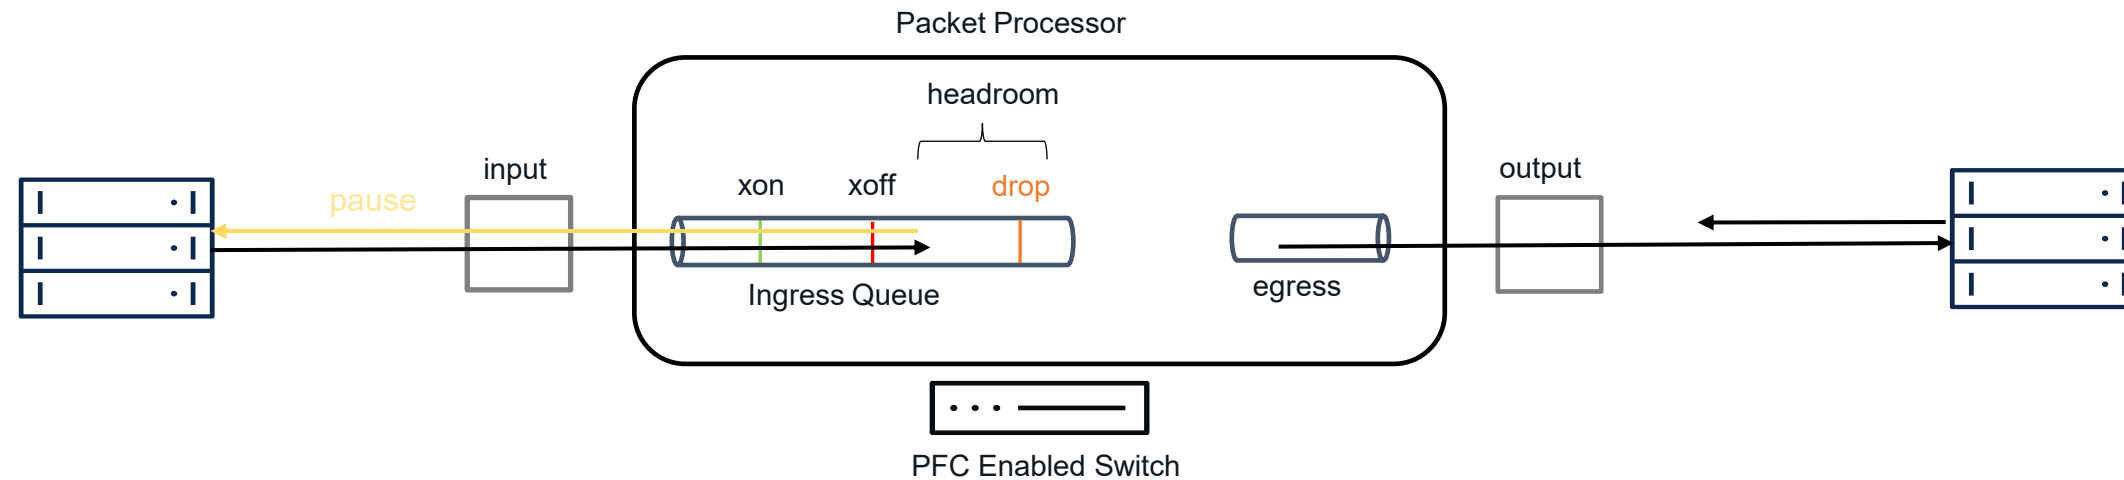 Packet Processor
headroom
input
output
pause
xon
xoff
drop
Ingress Queue
egress
PFC Enabled Switch